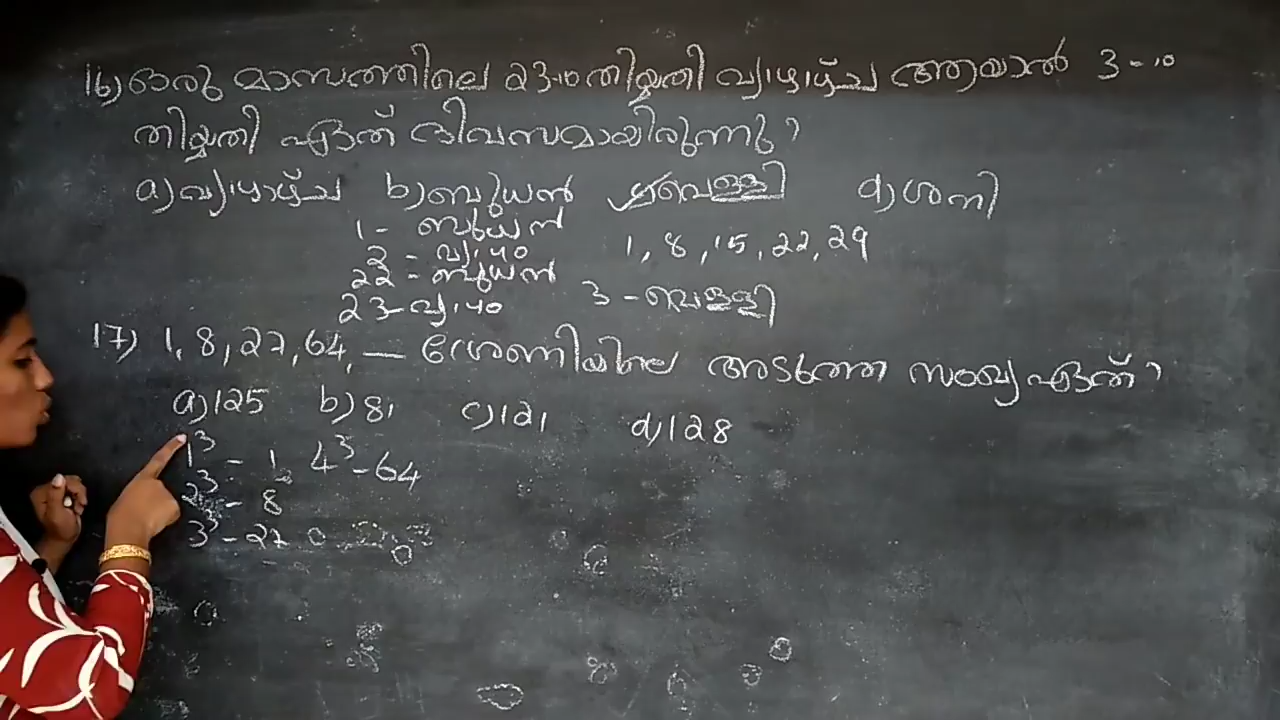 16) ഒരു മാസത്തിലെ 23-ാം തിയ്യതി വ്യാഴാഴ്ച ആയാൽ 3-ാം
തിയ്യതി ഏത് ദിവസമായിരുന്നു?
a) വ്യാഴാഴ്ച b) ബുധൻ c) വെള്ളി d) ശനി
1 - ബുധൻ
2 - വ്യാഴം 1, 8, 15, 22, 29
22 - ബുധൻ
23 - വ്യാഴം 3 - വെള്ളി
17) 1, 8, 27, 64, — ശ്രേണിയിലെ അടുത്ത സംഖ്യ ഏത്?
a) 125 b) 81 c) 121 d) 128
1³ - 1 4³ - 64
2³ - 8
3³ - 27